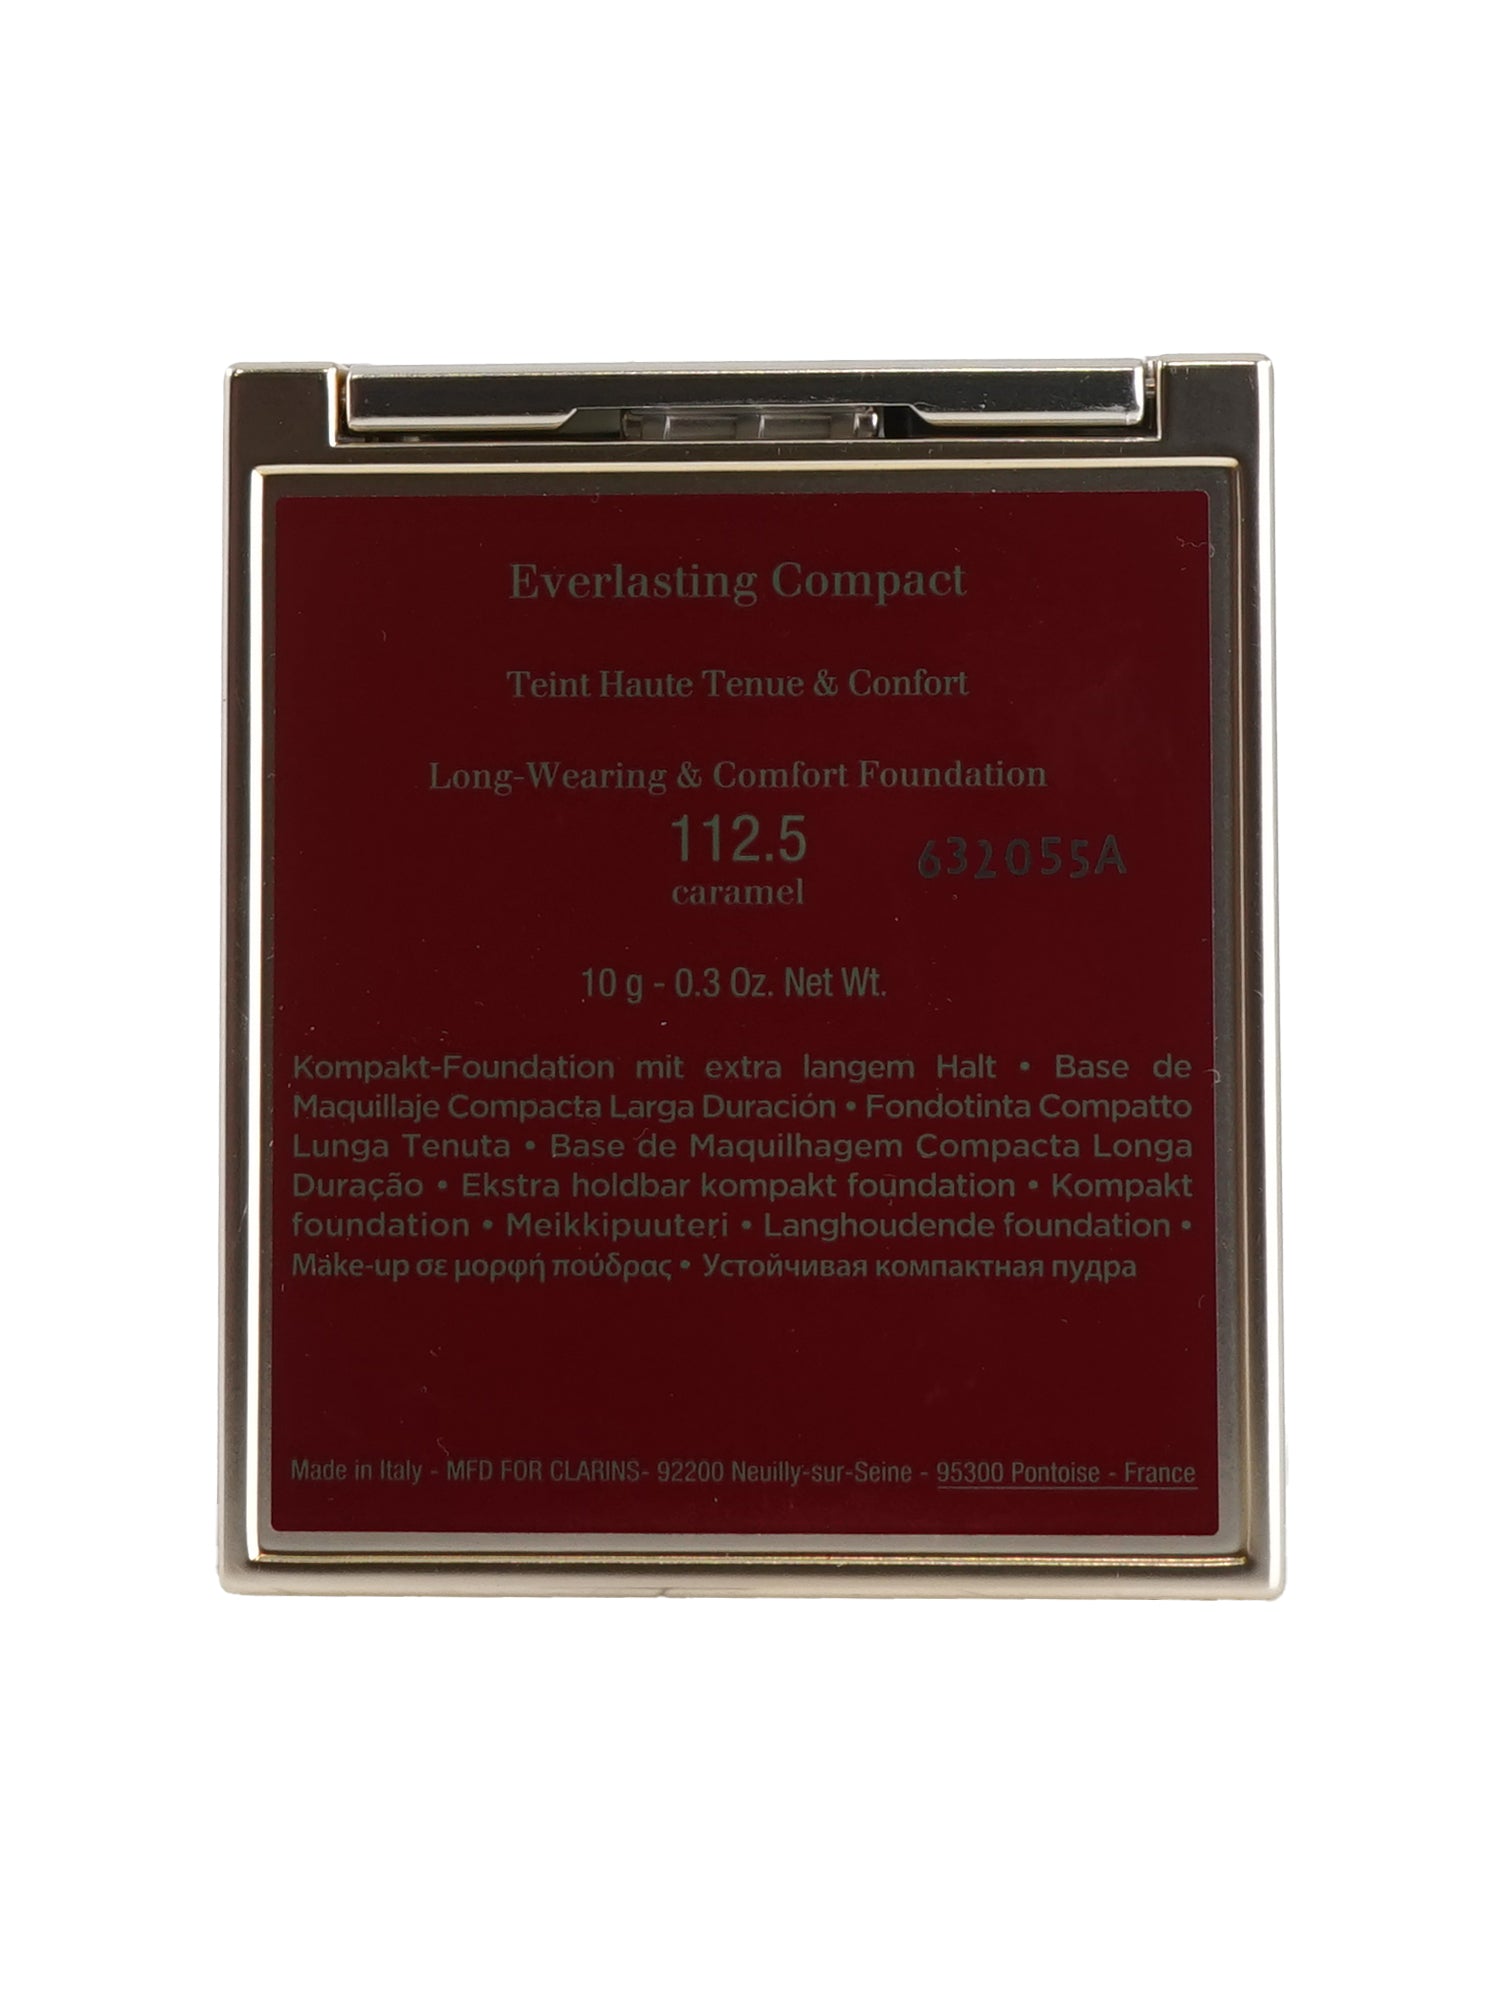 Everlasting Compact
Teint Haute Tenue & Confort
Long-Wearing & Comfort Foundation
112.5
632055A
caramel
10 g - 0.3 Oz. Net Wt.
Kompakt-Foundation mit extra langem Halt • Base de
Maquillaje Compacta Larga Duración • Fondotinta Compatto
Lunga Tenuta • Base de Maquilhagem Compacta Longa
Duração • Ekstra holdbar kompakt foundation • Kompakt
foundation • Meikkipuuteri • Langhoudende foundation •
Make-up σε μορφή πούδρας • Устойчивая компактная пудра
Made in Italy - MFD FOR CLARINS- 92200 Neuilly-sur-Seine - 95300 Pontoise - France